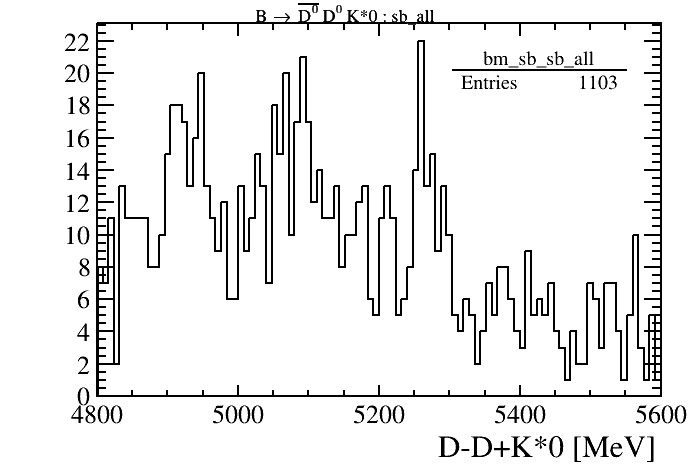 B → D̅⁰ D⁰ K*0 : sb_all
bm_sb_sb_all
Entries 1103
22
20
18
16
14
12
10
8
6
4
2
0
4800 5000 5200 5400 5600
D-D+K*0 [MeV]